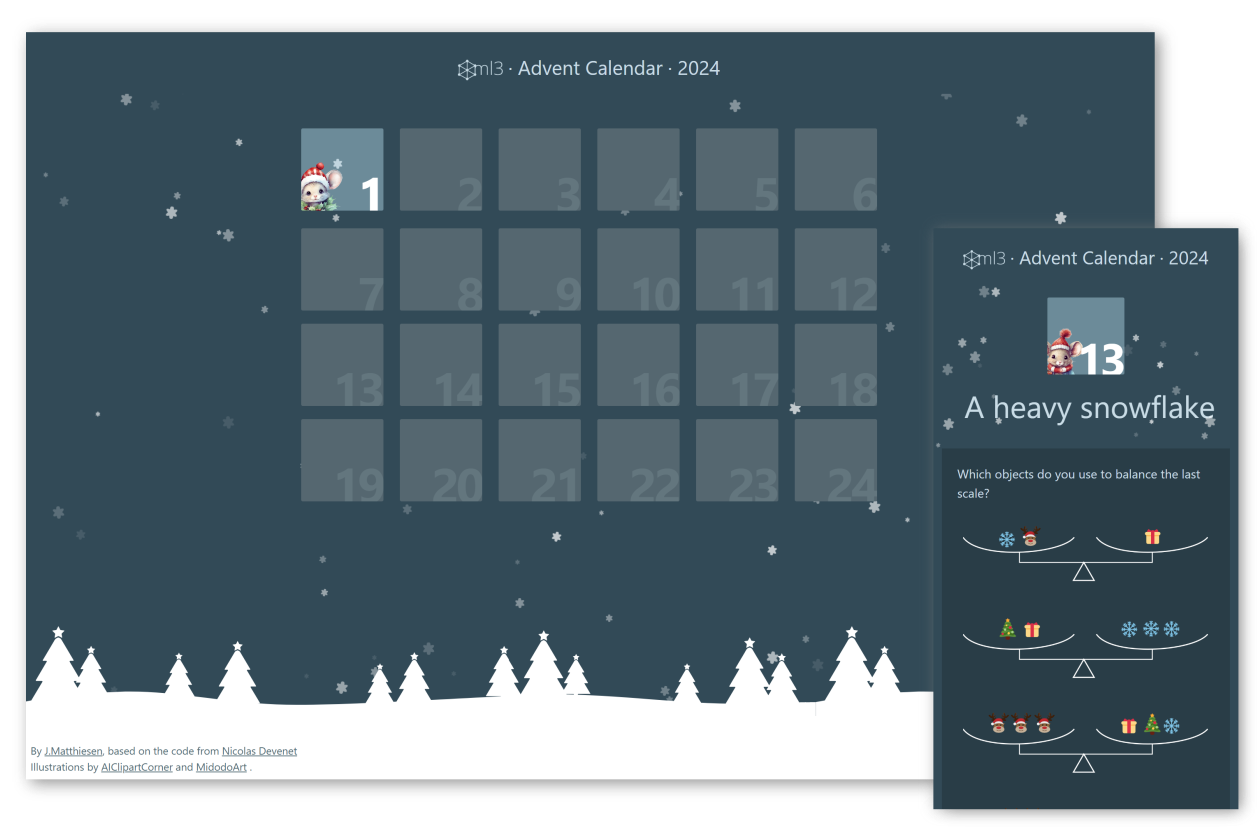 ml3 · Advent Calendar · 2024
1 2 3 4 5 6
7 8 9 10 11 12
13 14 15 16 17 18
19 20 21 22 23 24
By J.Matthiesen, based on the code from Nicolas Devenet
Illustrations by AIClipartCorner and MidodoArt .
ml3 · Advent Calendar · 2024
13
A heavy snowflake
Which objects do you use to balance the last
scale?